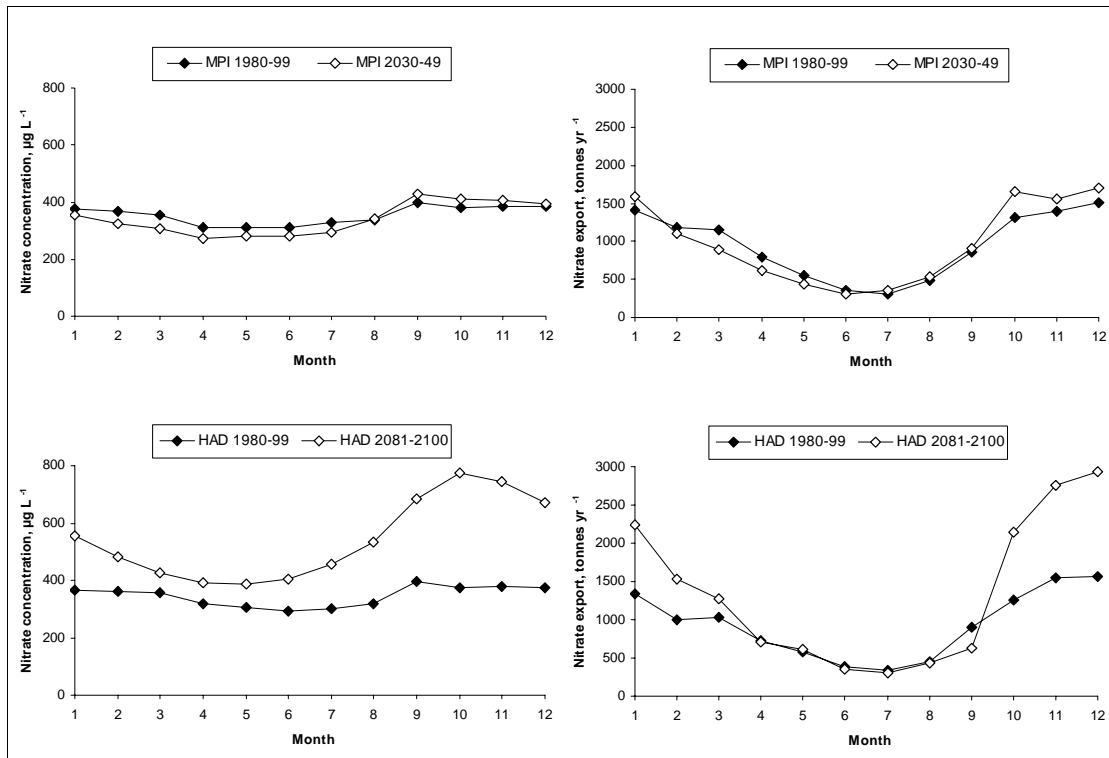 MPI 1980-99 MPI 2030-49
Nitrate concentration, µg L -1
800
600
400
200
0
1 2 3 4 5 6 7 8 9 10 11 12
Month
MPI 1980-99 MPI 2030-49
Nitrate export, tonnes yr -1
3000
2500
2000
1500
1000
500
0
1 2 3 4 5 6 7 8 9 10 11 12
Month
HAD 1980-99 HAD 2081-2100
Nitrate concentration, µg L -1
800
600
400
200
0
1 2 3 4 5 6 7 8 9 10 11 12
Month
HAD 1980-99 HAD 2081-2100
Nitrate export, tonnes yr -1
3000
2500
2000
1500
1000
500
0
1 2 3 4 5 6 7 8 9 10 11 12
Month